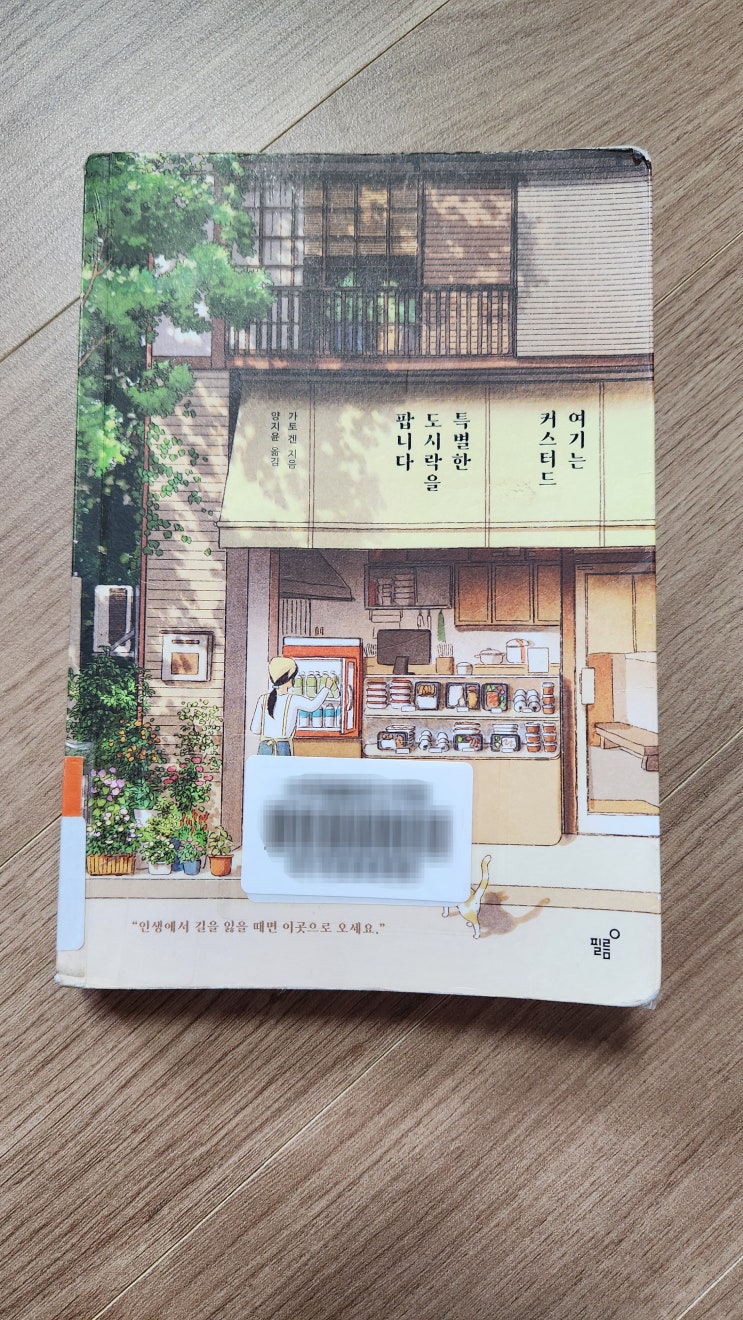 여기는
커스터드
특별한
도시락을
팝니다
가토 겐 지음
양지윤 옮김
“인생에서 길을 잃을 때면 이곳으로 오세요.”
필름